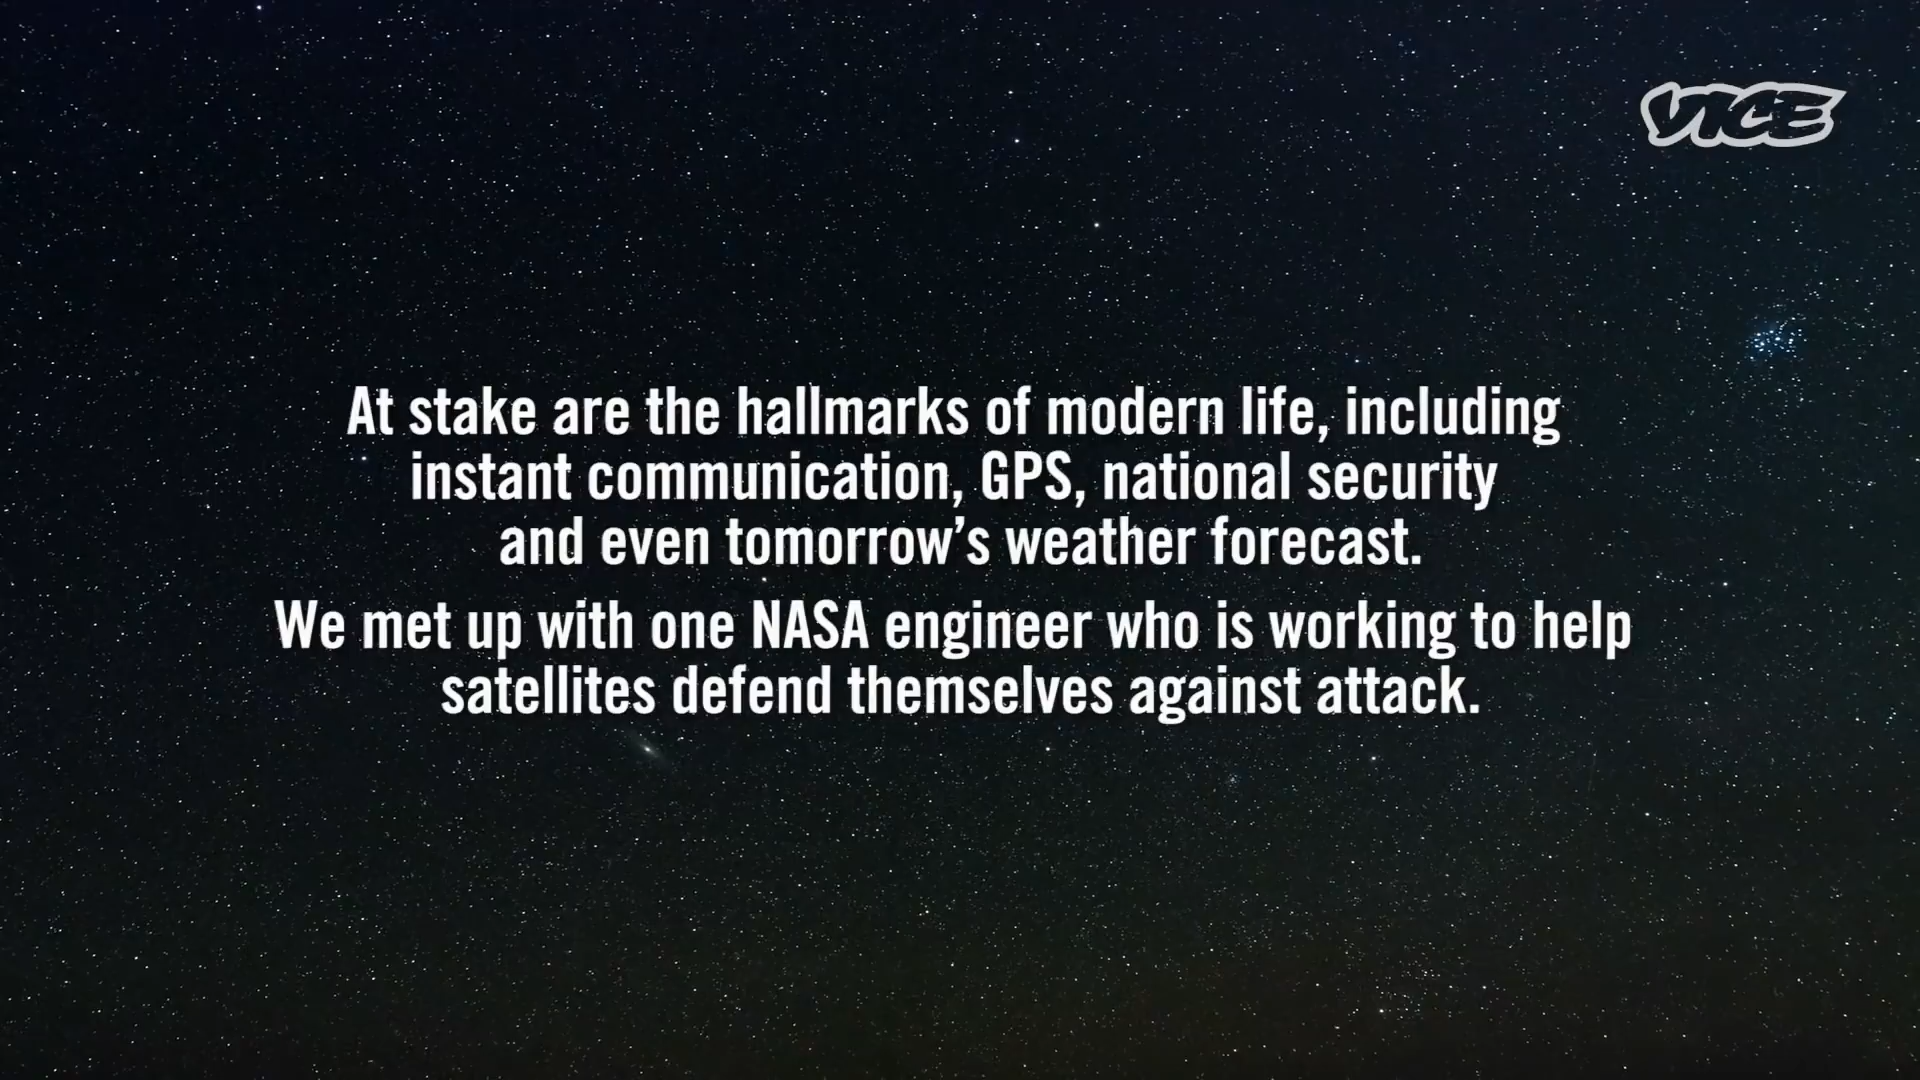 VICE
At stake are the hallmarks of modern life, including
instant communication, GPS, national security
and even tomorrow’s weather forecast.
We met up with one NASA engineer who is working to help
satellites defend themselves against attack.